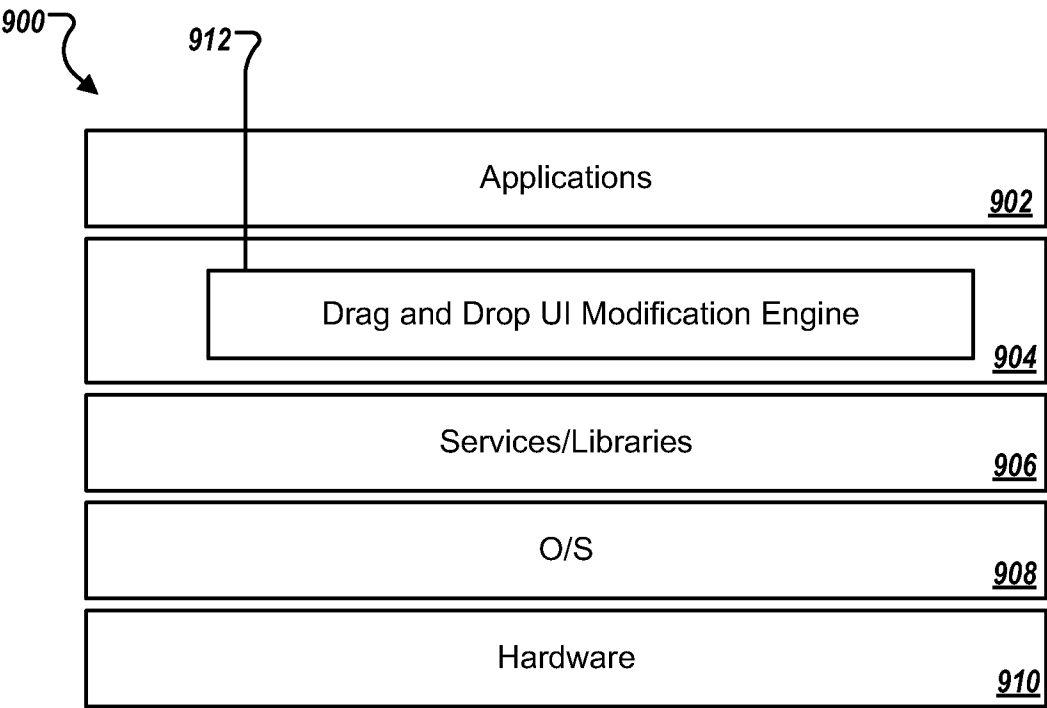 900
912
Applications
902
Drag and Drop UI Modification Engine
904
Services/Libraries
906
O/S
908
Hardware
910